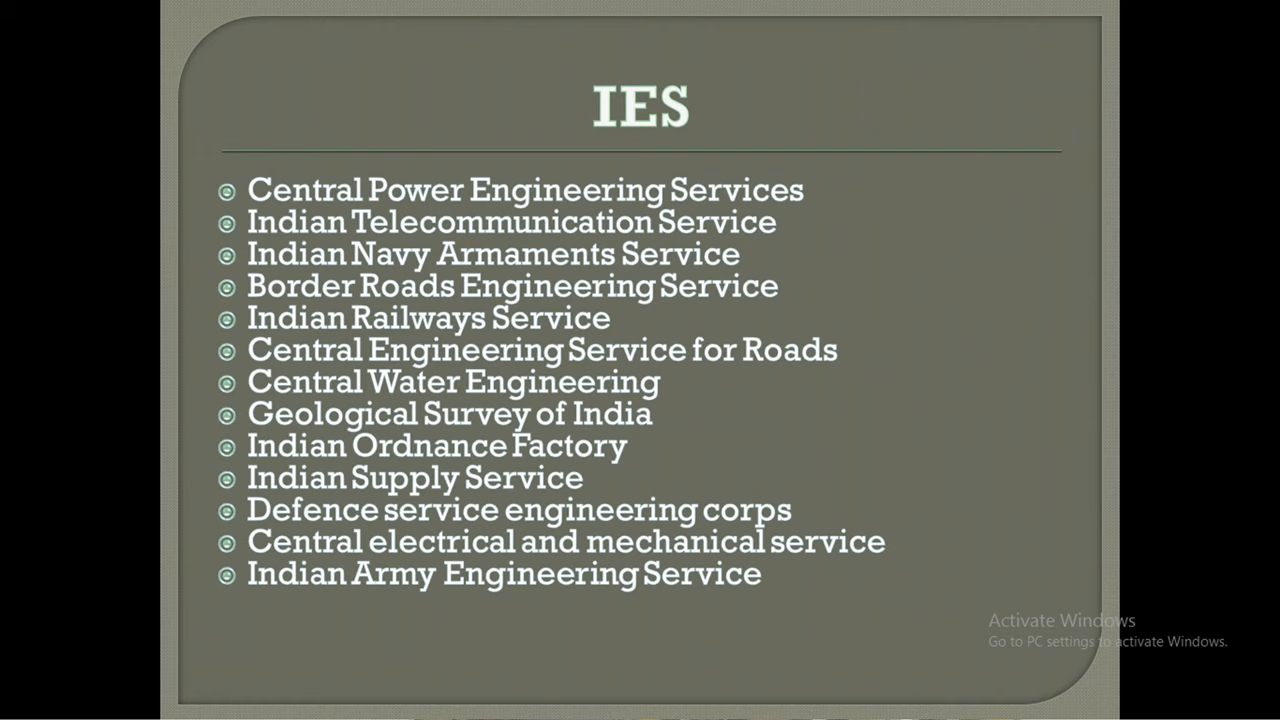 IES
Central Power Engineering Services
Indian Telecommunication Service
Indian Navy Armaments Service
Border Roads Engineering Service
Indian Railways Service
Central Engineering Service for Roads
Central Water Engineering
Geological Survey of India
Indian Ordnance Factory
Indian Supply Service
Defence service engineering corps
Central electrical and mechanical service
Indian Army Engineering Service
Activate Windows
Go to PC settings to activate Windows.